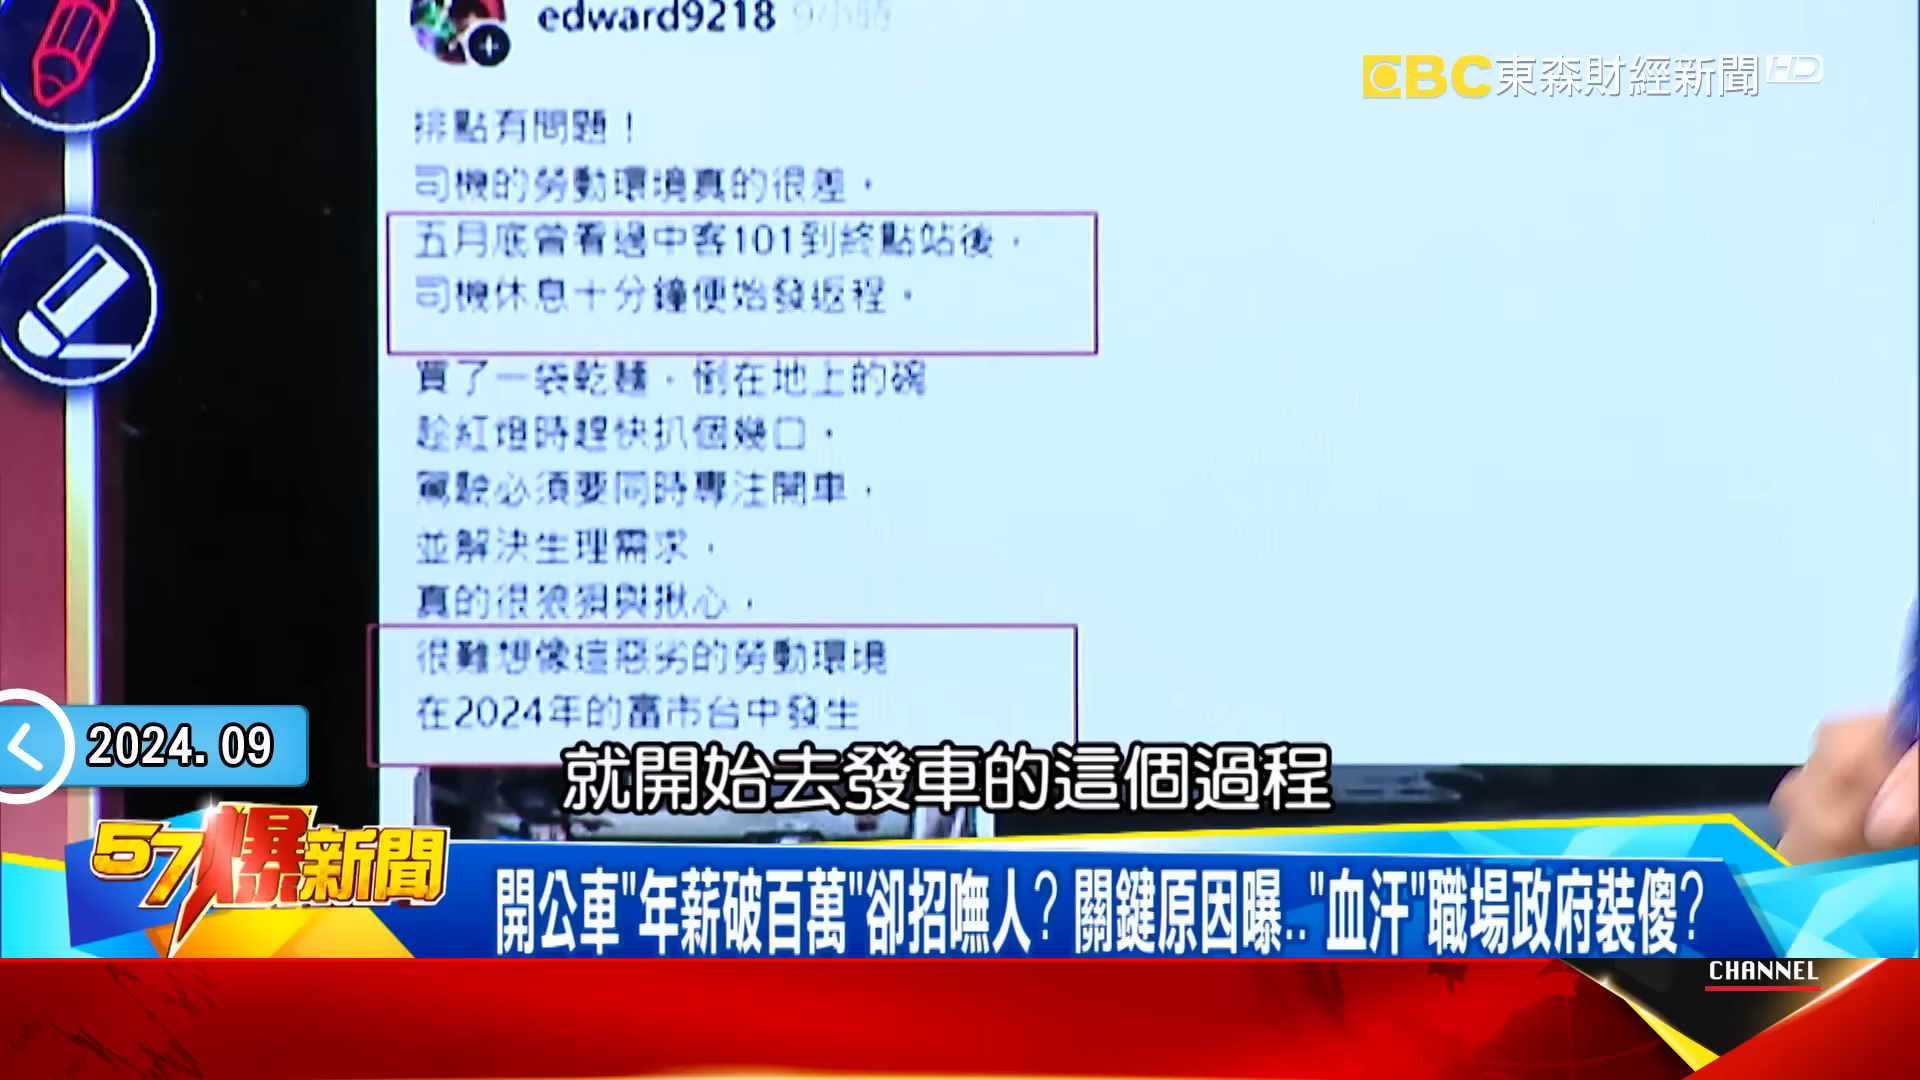 edward9218 9小時
EBC東森財經新聞HD
排點有問題！
司機的勞動環境真的很差，
五月底曾看過中客101到終點站後，
司機休息十分鐘便始發返程，
買了一袋乾麵，倒在地上的碗
趁紅燈時趕快扒個幾口，
駕駛必須要同時專注開車，
並解決生理需求，
真的很狼狽與揪心，
很難想像這惡劣的勞動環境
在2024年的富市台中發生
2024.09
就開始去發車的這個過程
57爆新聞
開公車"年薪破百萬"卻招嘸人? 關鍵原因曝.."血汗"職場政府裝傻?
CHANNEL